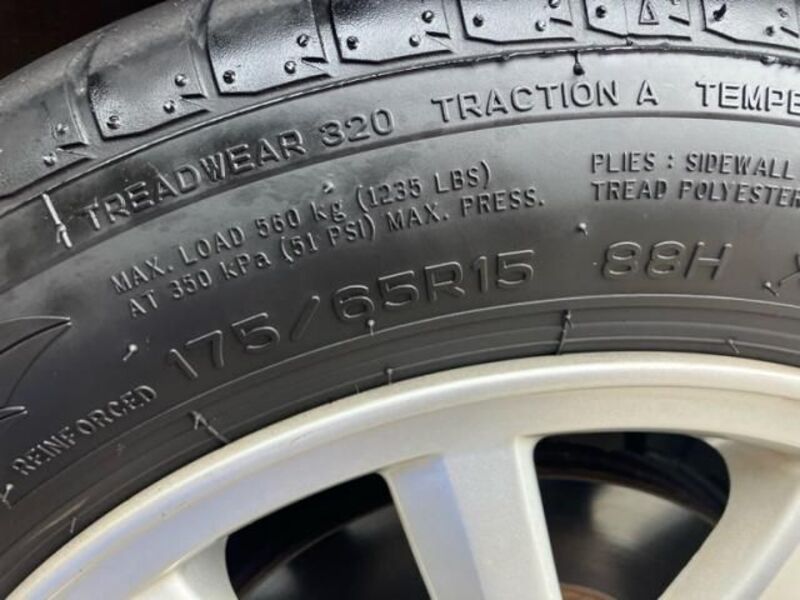 TREADWEAR 320 TRACTION A TEMPE
MAX. LOAD 560 kg (1235 LBS)
AT 350 kPa (51 PSI) MAX. PRESS.
PLIES : SIDEWALL
TREAD POLYESTER
175/65R15 88H X
REINFORCED